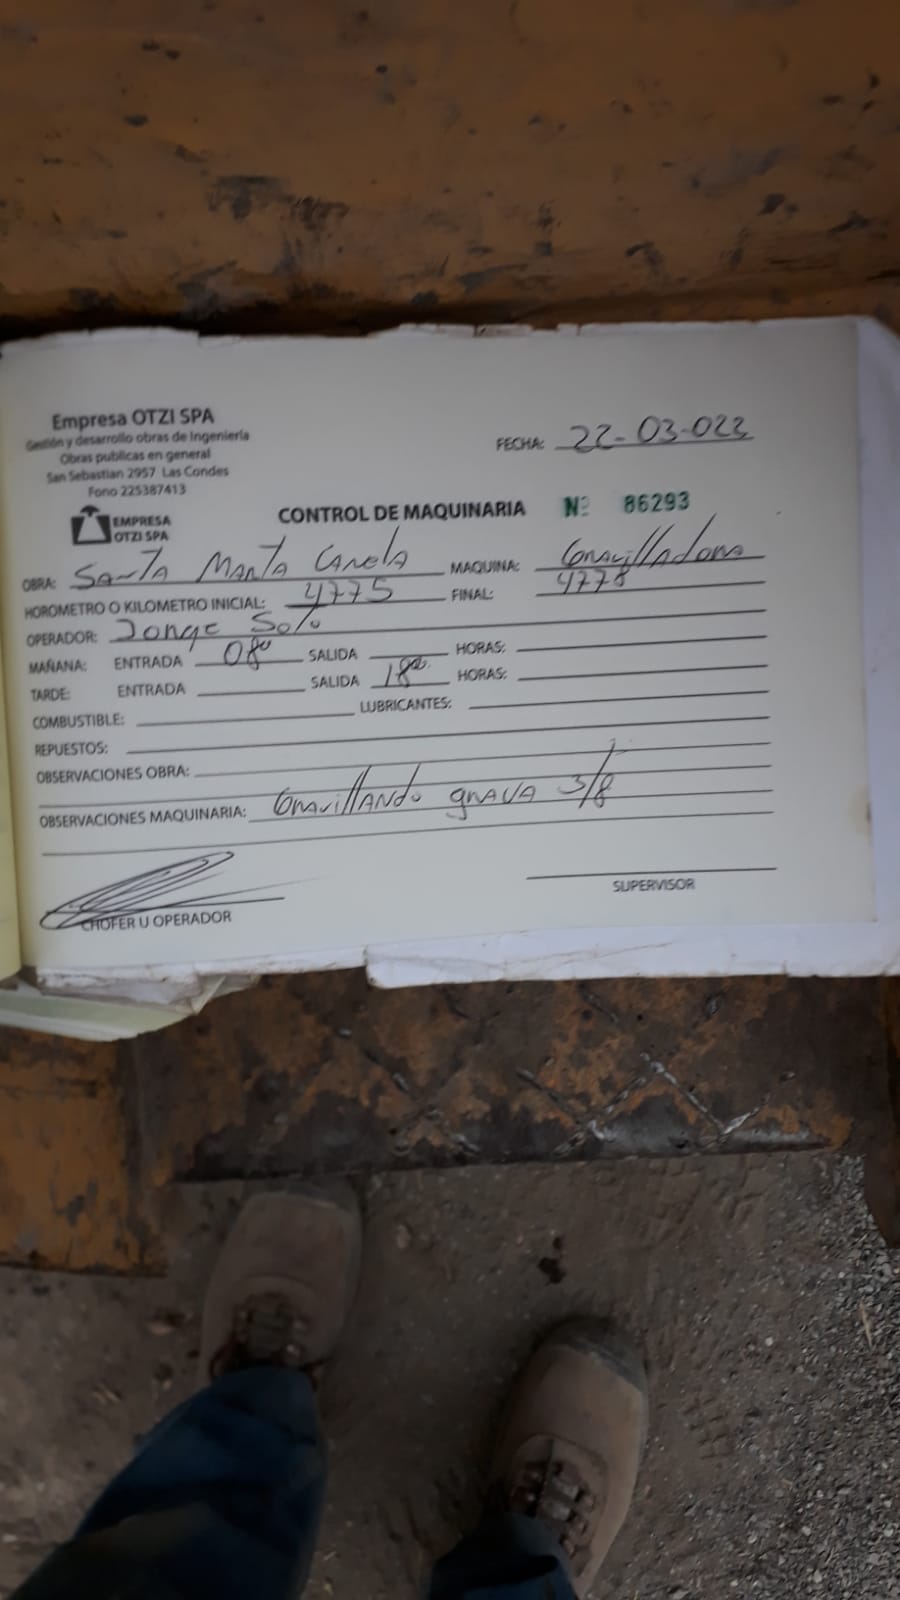 Empresa OTZI SPA
Gestión y desarrollo obras de Ingeniería
Obras publicas en general
San Sebastian 2957 Las Condes
Fono 225387413
EMPRESA
OTZI SPA
FECHA: 22-03-023
CONTROL DE MAQUINARIA Nº 86293
OBRA: Santa Marta Canela MAQUINA: Gravilladora
HOROMETRO O KILOMETRO INICIAL: 4775 FINAL: 4778
OPERADOR: Jorge Soto
MAÑANA: ENTRADA 08⁰⁰ SALIDA HORAS:
TARDE: ENTRADA SALIDA 18⁰⁰ HORAS:
COMBUSTIBLE: LUBRICANTES:
REPUESTOS:
OBSERVACIONES OBRA:
OBSERVACIONES MAQUINARIA: Gravillando grava 3/8
CHOFER U OPERADOR
SUPERVISOR